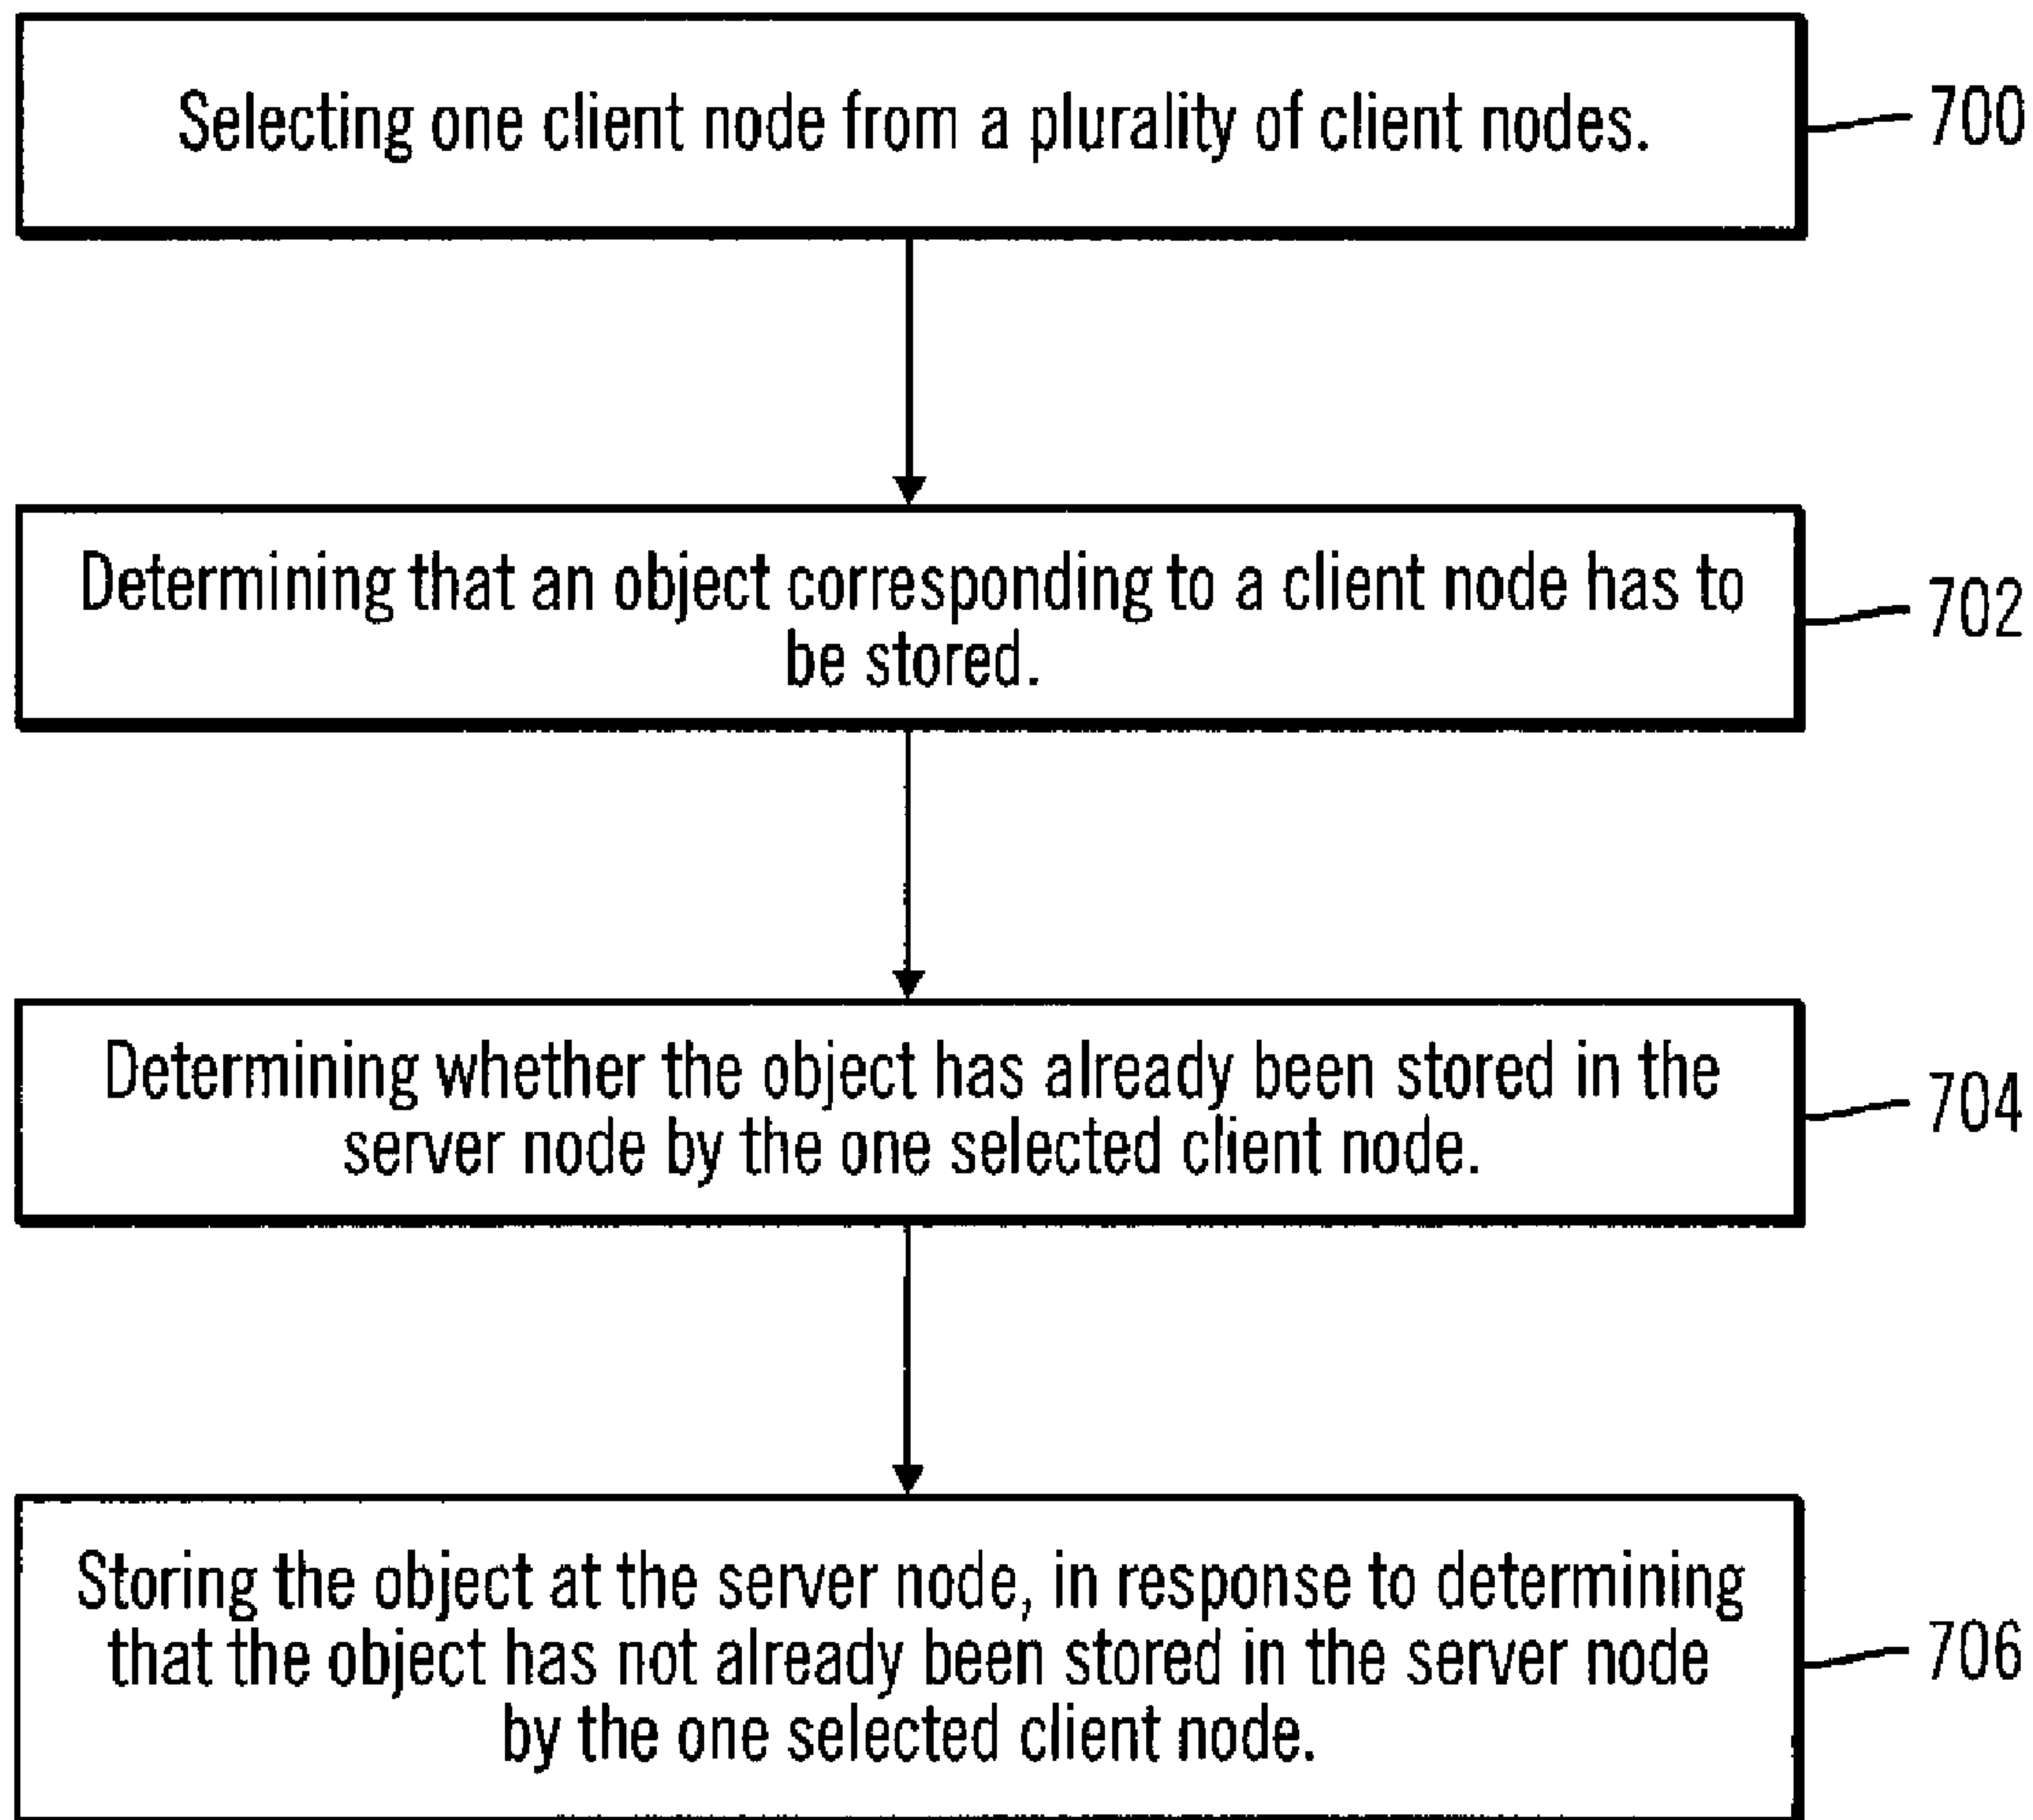 Selecting one client node from a plurality of client nodes.
700
Determining that an object corresponding to a client node has to
be stored.
702
Determining whether the object has already been stored in the
server node by the one selected client node.
704
Storing the object at the server node, in response to determining
that the object has not already been stored in the server node
by the one selected client node.
706